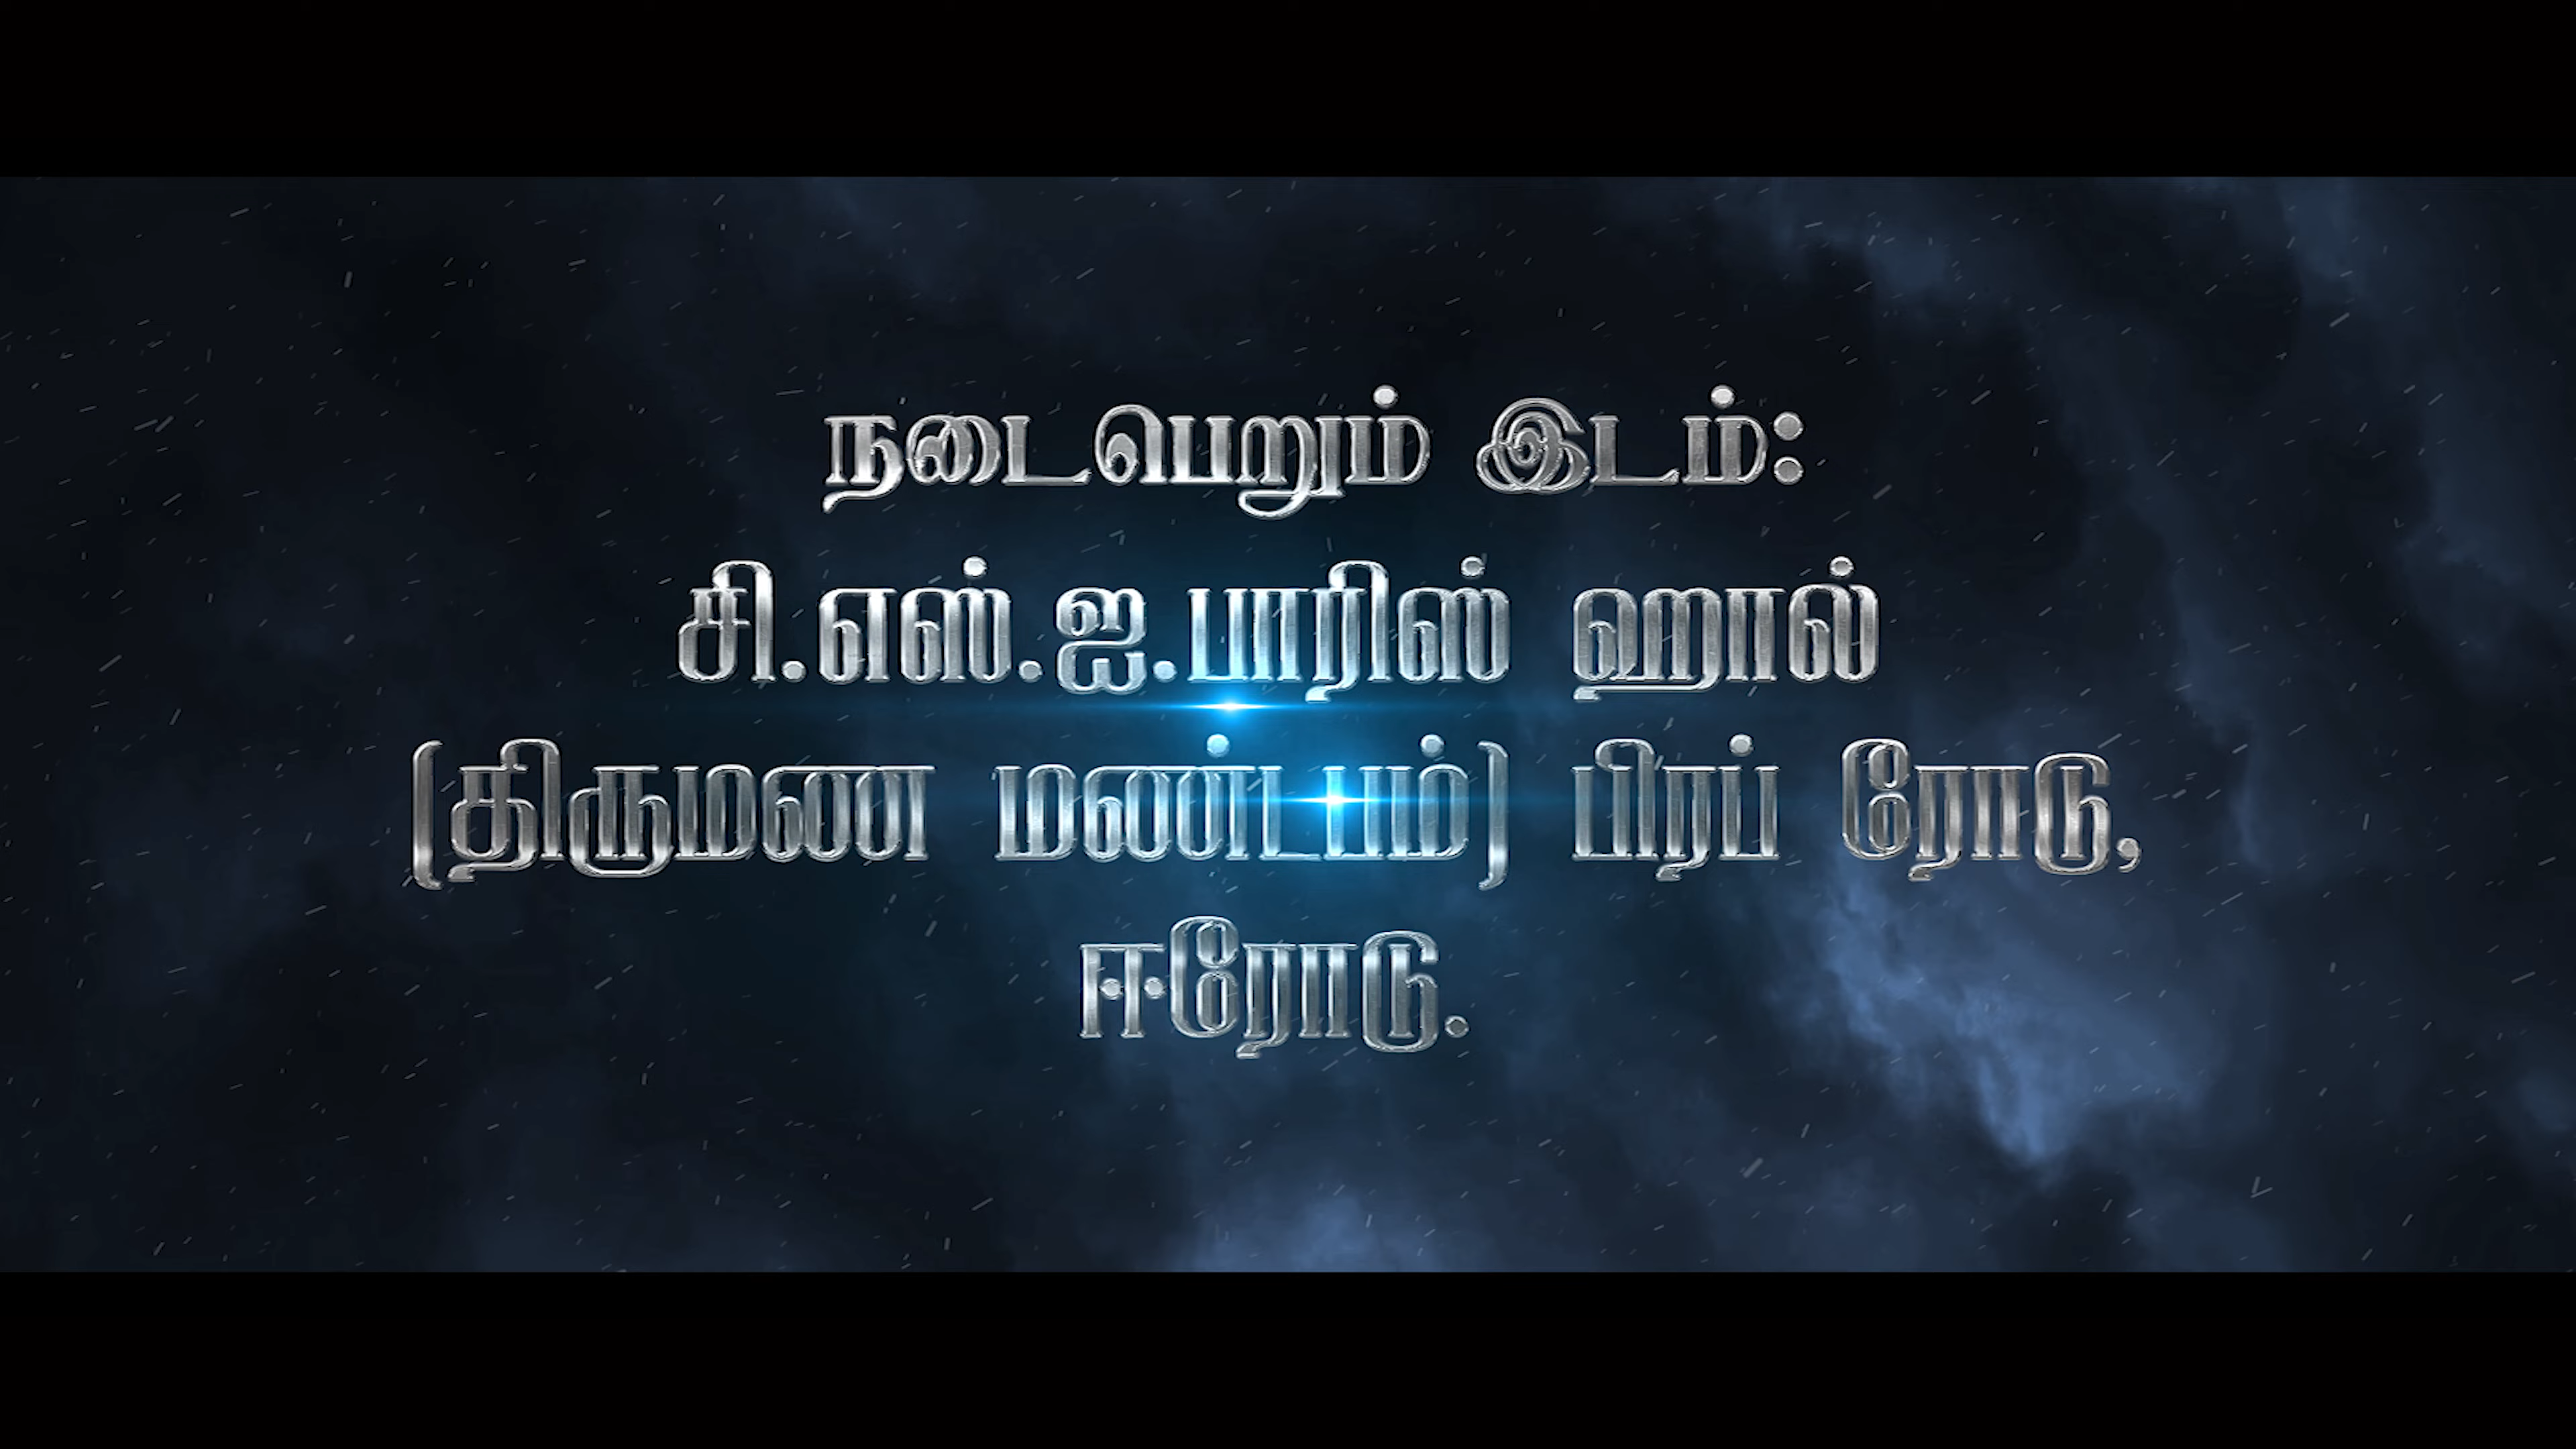 நடைபெறும் இடம்:
சி.எஸ்.ஐ.பாரிஸ் ஹால்
(திருமண மண்டபம்) பிரப் ரோடு,
ஈரோடு.